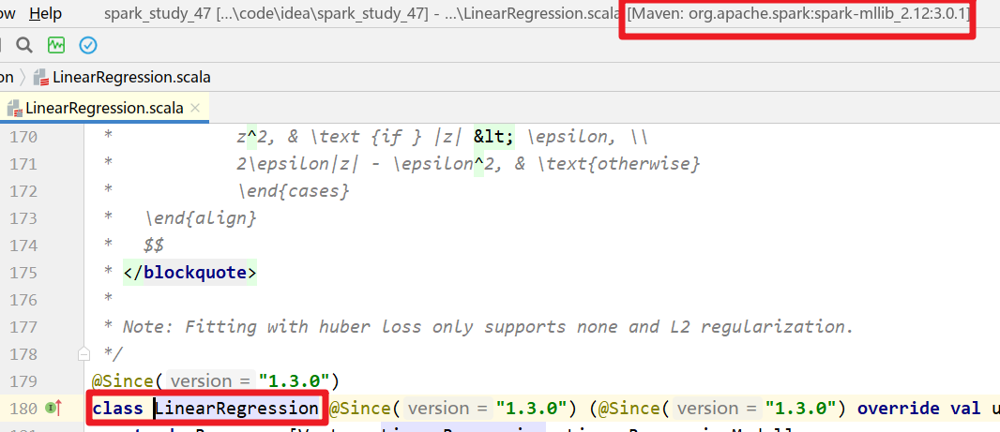 ow Help spark_study_47 [...\code\idea\spark_study_47] - ...\LinearRegression.scala [Maven: org.apache.spark:spark-mllib_2.12:3.0.1]
on LinearRegression.scala
LinearRegression.scala
170 * z^2, & \text {if } |z| &lt; \epsilon, \\
171 * 2\epsilon|z| - \epsilon^2, & \text{otherwise}
172 * \end{cases}
173 * \end{align}
174 * $$
175 * </blockquote>
176 *
177 * Note: Fitting with huber loss only supports none and L2 regularization.
178 */
179 @Since( version = "1.3.0")
180 class LinearRegression @Since( version = "1.3.0") (@Since( version = "1.3.0") override val u